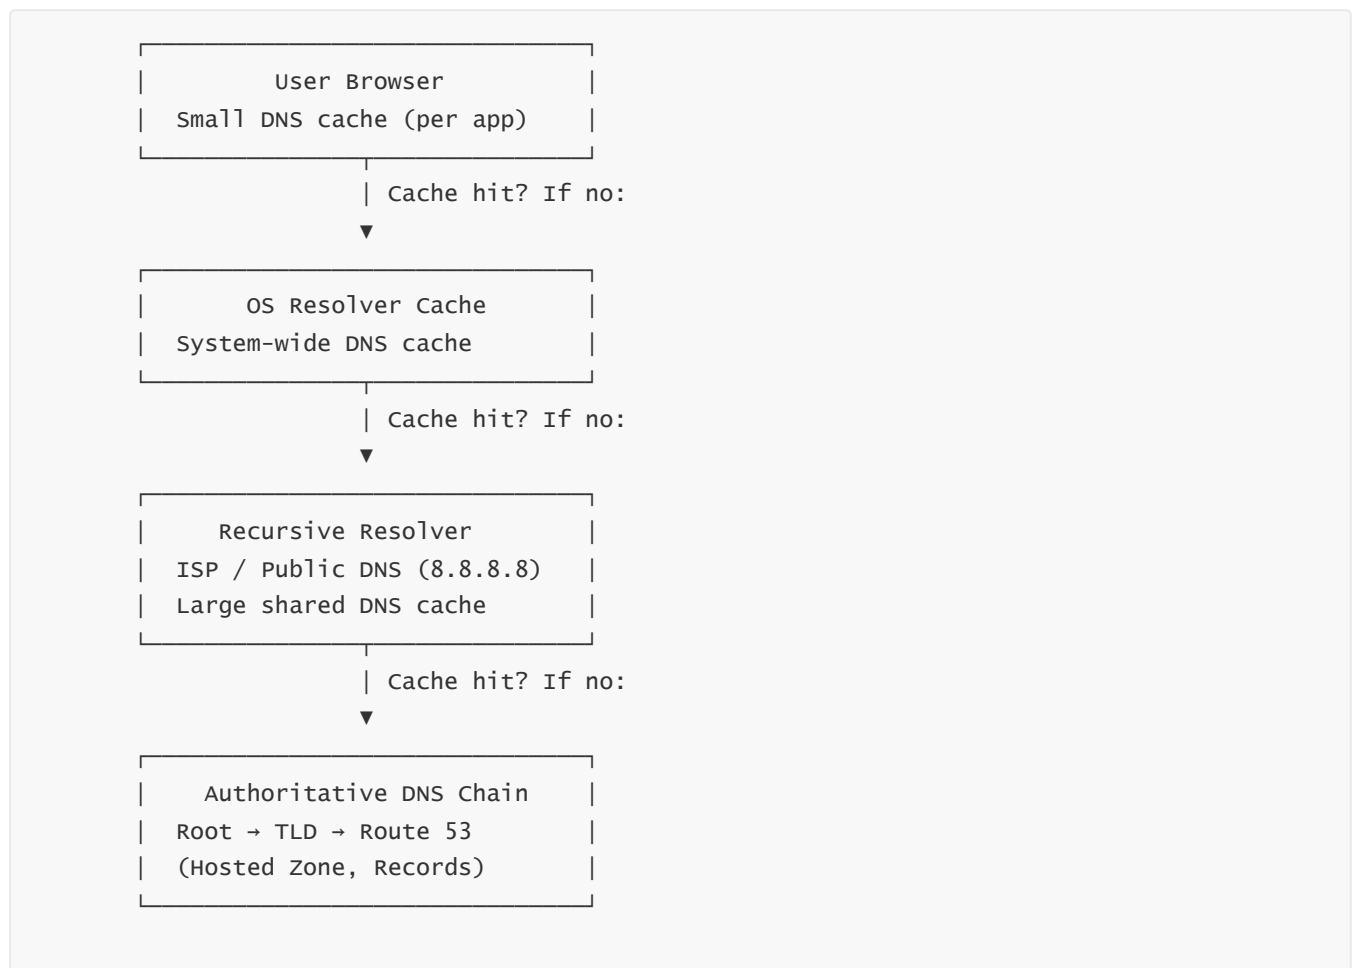 User Browser
Small DNS cache (per app)
Cache hit? If no:
OS Resolver Cache
System-wide DNS cache
Cache hit? If no:
Recursive Resolver
ISP / Public DNS (8.8.8.8)
Large shared DNS cache
Cache hit? If no:
Authoritative DNS Chain
Root → TLD → Route 53
(Hosted Zone, Records)